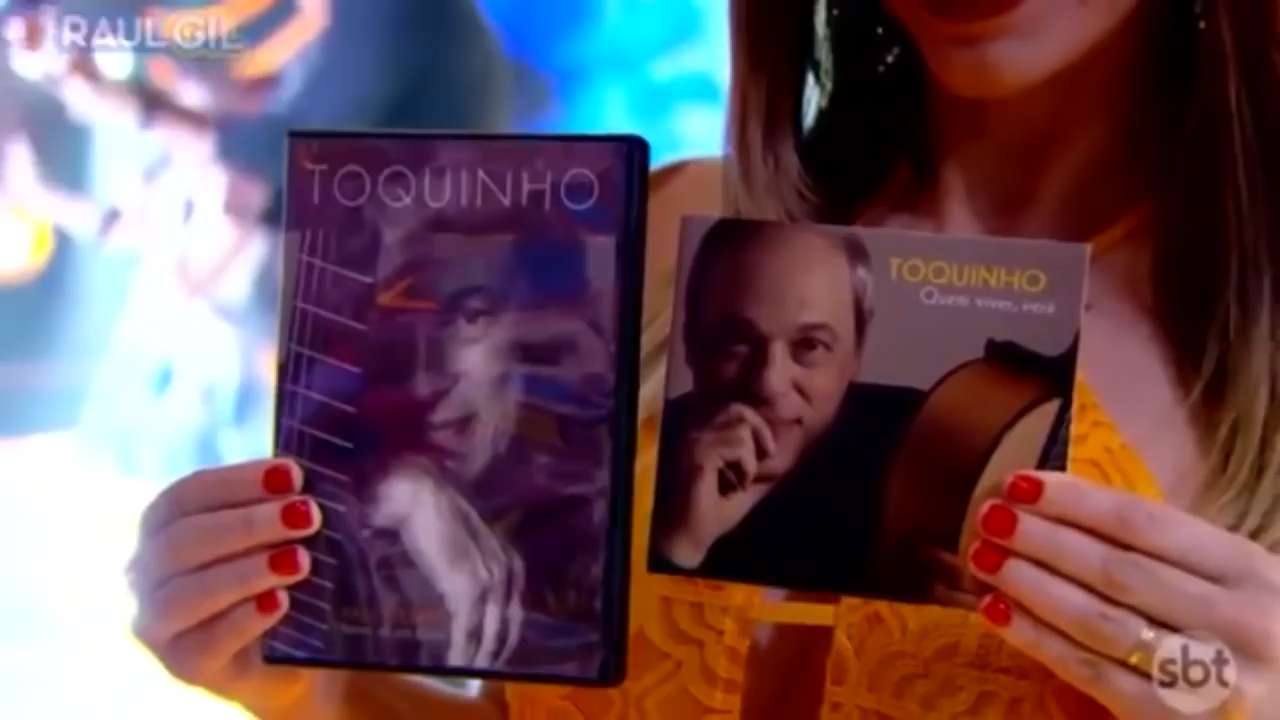 RAUL GIL
TOQUINHO
TOQUINHO
Quem viver, verá
sbt